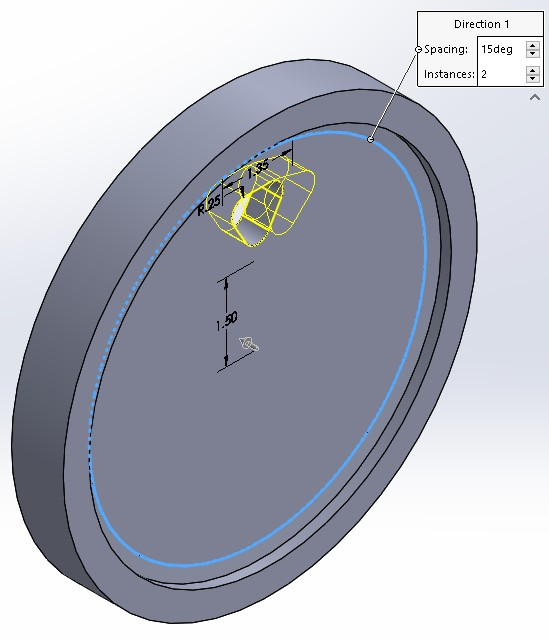 Direction 1
Spacing: 15deg
Instances: 2
1.35
R.25
1.50